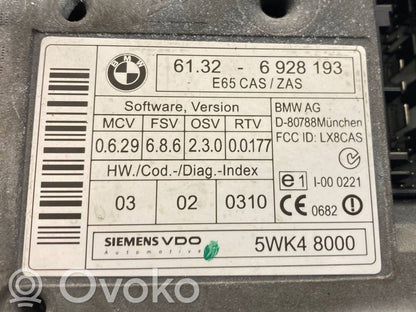 BMW
61.32 - 6 928 193
E65 CAS / ZAS
Software, Version
MCV FSV OSV RTV
0.6.29 6.8.6 2.3.0 0.0177
HW./Cod.-/Diag.-Index
03 02 0310
BMW AG
D-80788München
FCC ID: LX8CAS
e1 I-00 0221
CE 0682
SIEMENS VDO
Automotive
5WK4 8000
Ovoko